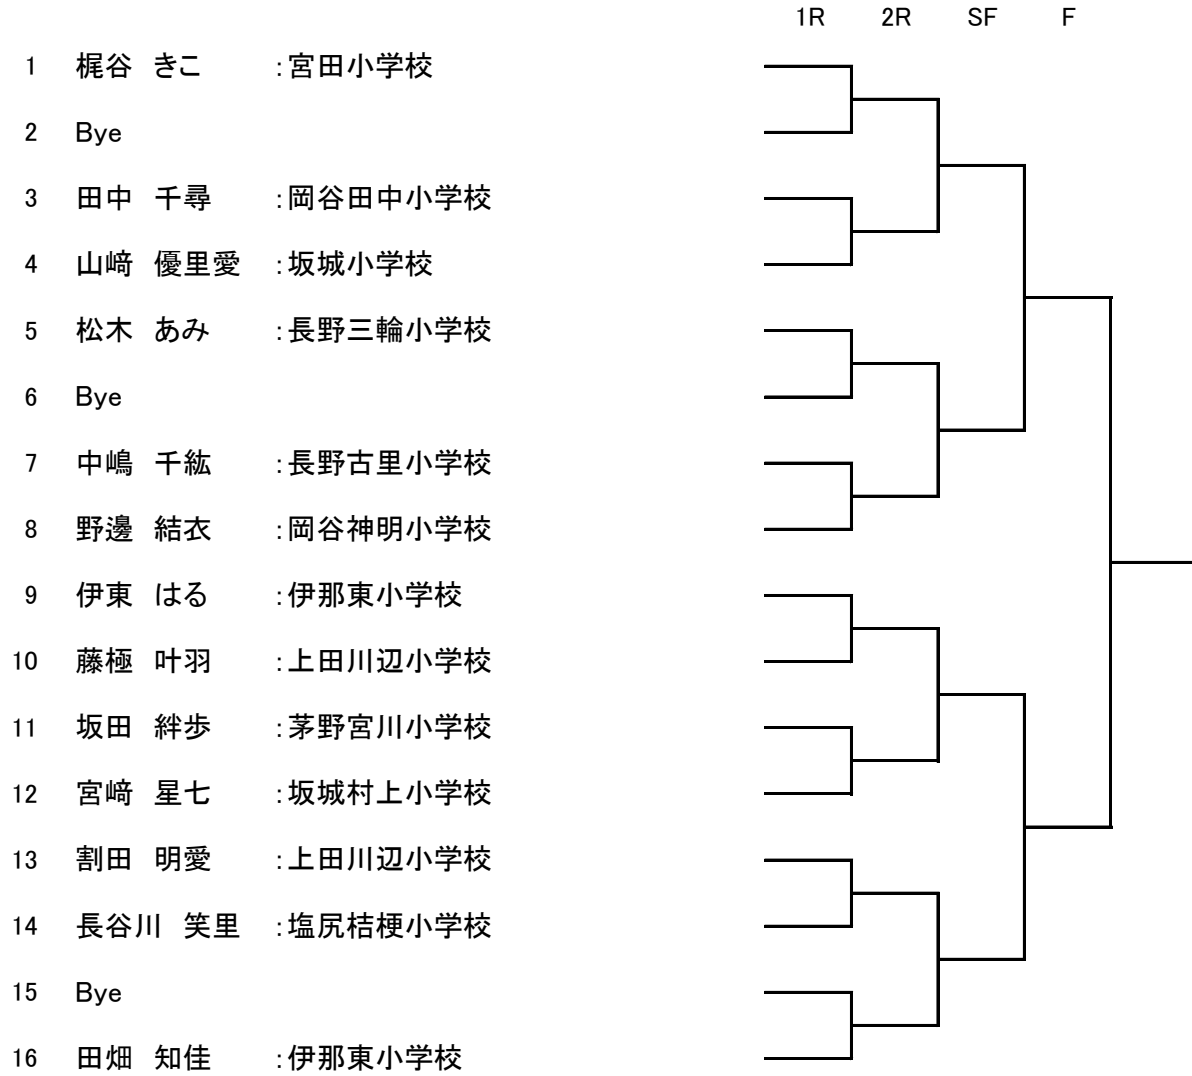 1R 2R SF F
1 梶谷 きこ :宮田小学校
2 Bye
3 田中 千尋 :岡谷田中小学校
4 山﨑 優里愛 :坂城小学校
5 松木 あみ :長野三輪小学校
6 Bye
7 中嶋 千紘 :長野古里小学校
8 野邊 結衣 :岡谷神明小学校
9 伊東 はる :伊那東小学校
10 藤極 叶羽 :上田川辺小学校
11 坂田 絆歩 :茅野宮川小学校
12 宮﨑 星七 :坂城村上小学校
13 割田 明愛 :上田川辺小学校
14 長谷川 笑里 :塩尻桔梗小学校
15 Bye
16 田畑 知佳 :伊那東小学校